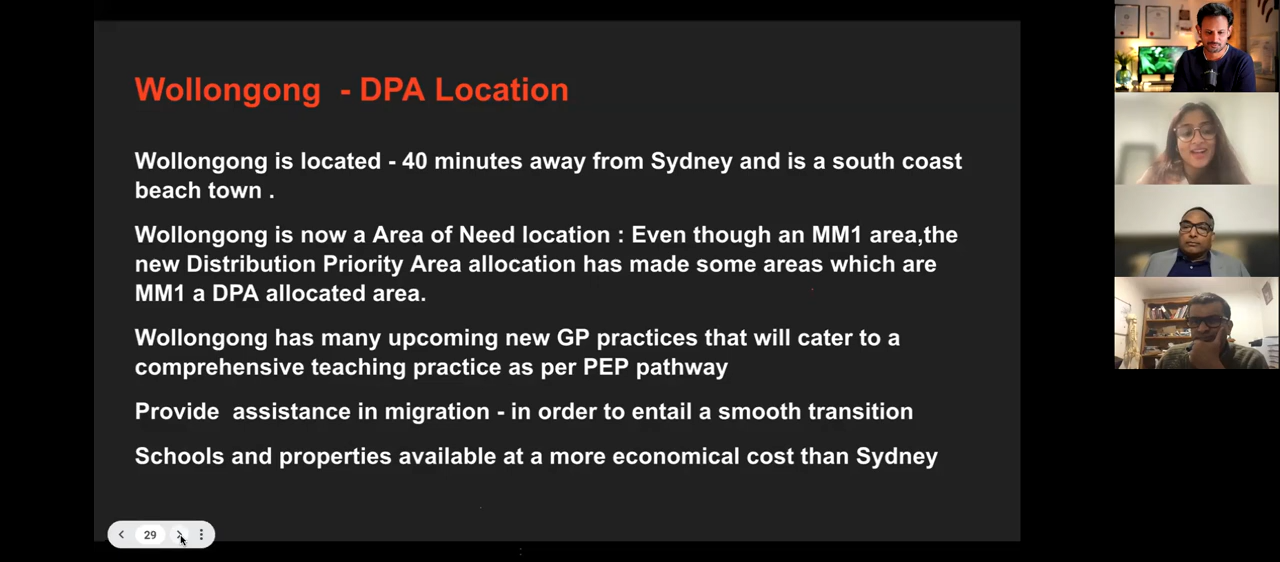 Wollongong - DPA Location
Wollongong is located - 40 minutes away from Sydney and is a south coast
beach town .
Wollongong is now a Area of Need location : Even though an MM1 area,the
new Distribution Priority Area allocation has made some areas which are
MM1 a DPA allocated area.
Wollongong has many upcoming new GP practices that will cater to a
comprehensive teaching practice as per PEP pathway
Provide assistance in migration - in order to entail a smooth transition
Schools and properties available at a more economical cost than Sydney
29